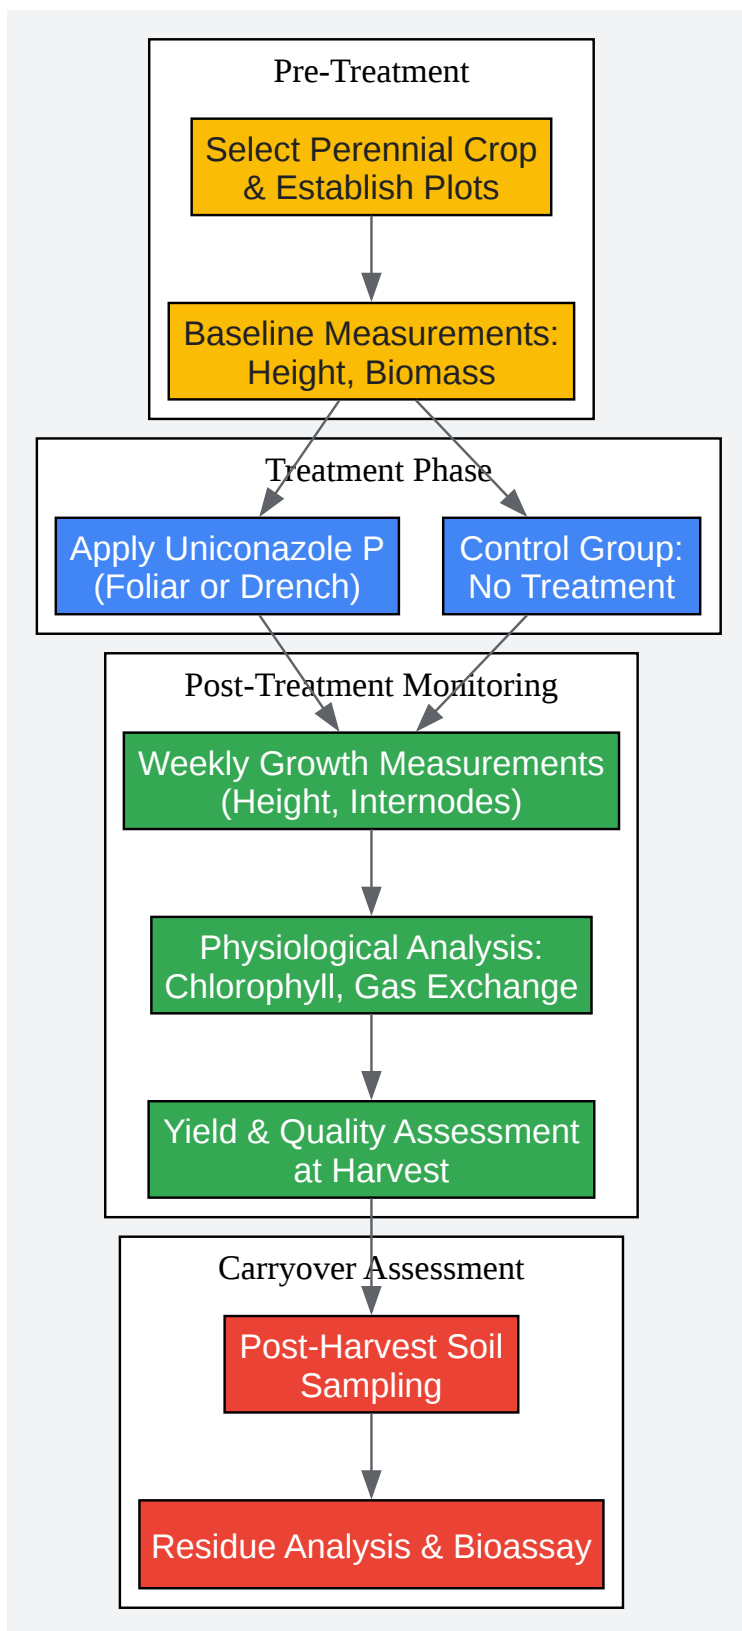 Pre-Treatment
Select Perennial Crop
& Establish Plots
Baseline Measurements:
Height, Biomass
Treatment Phase
Apply Uniconazole P
(Foliar or Drench)
Control Group:
No Treatment
Post-Treatment Monitoring
Weekly Growth Measurements
(Height, Internodes)
Physiological Analysis:
Chlorophyll, Gas Exchange
Yield & Quality Assessment
at Harvest
Carryover Assessment
Post-Harvest Soil
Sampling
Residue Analysis & Bioassay